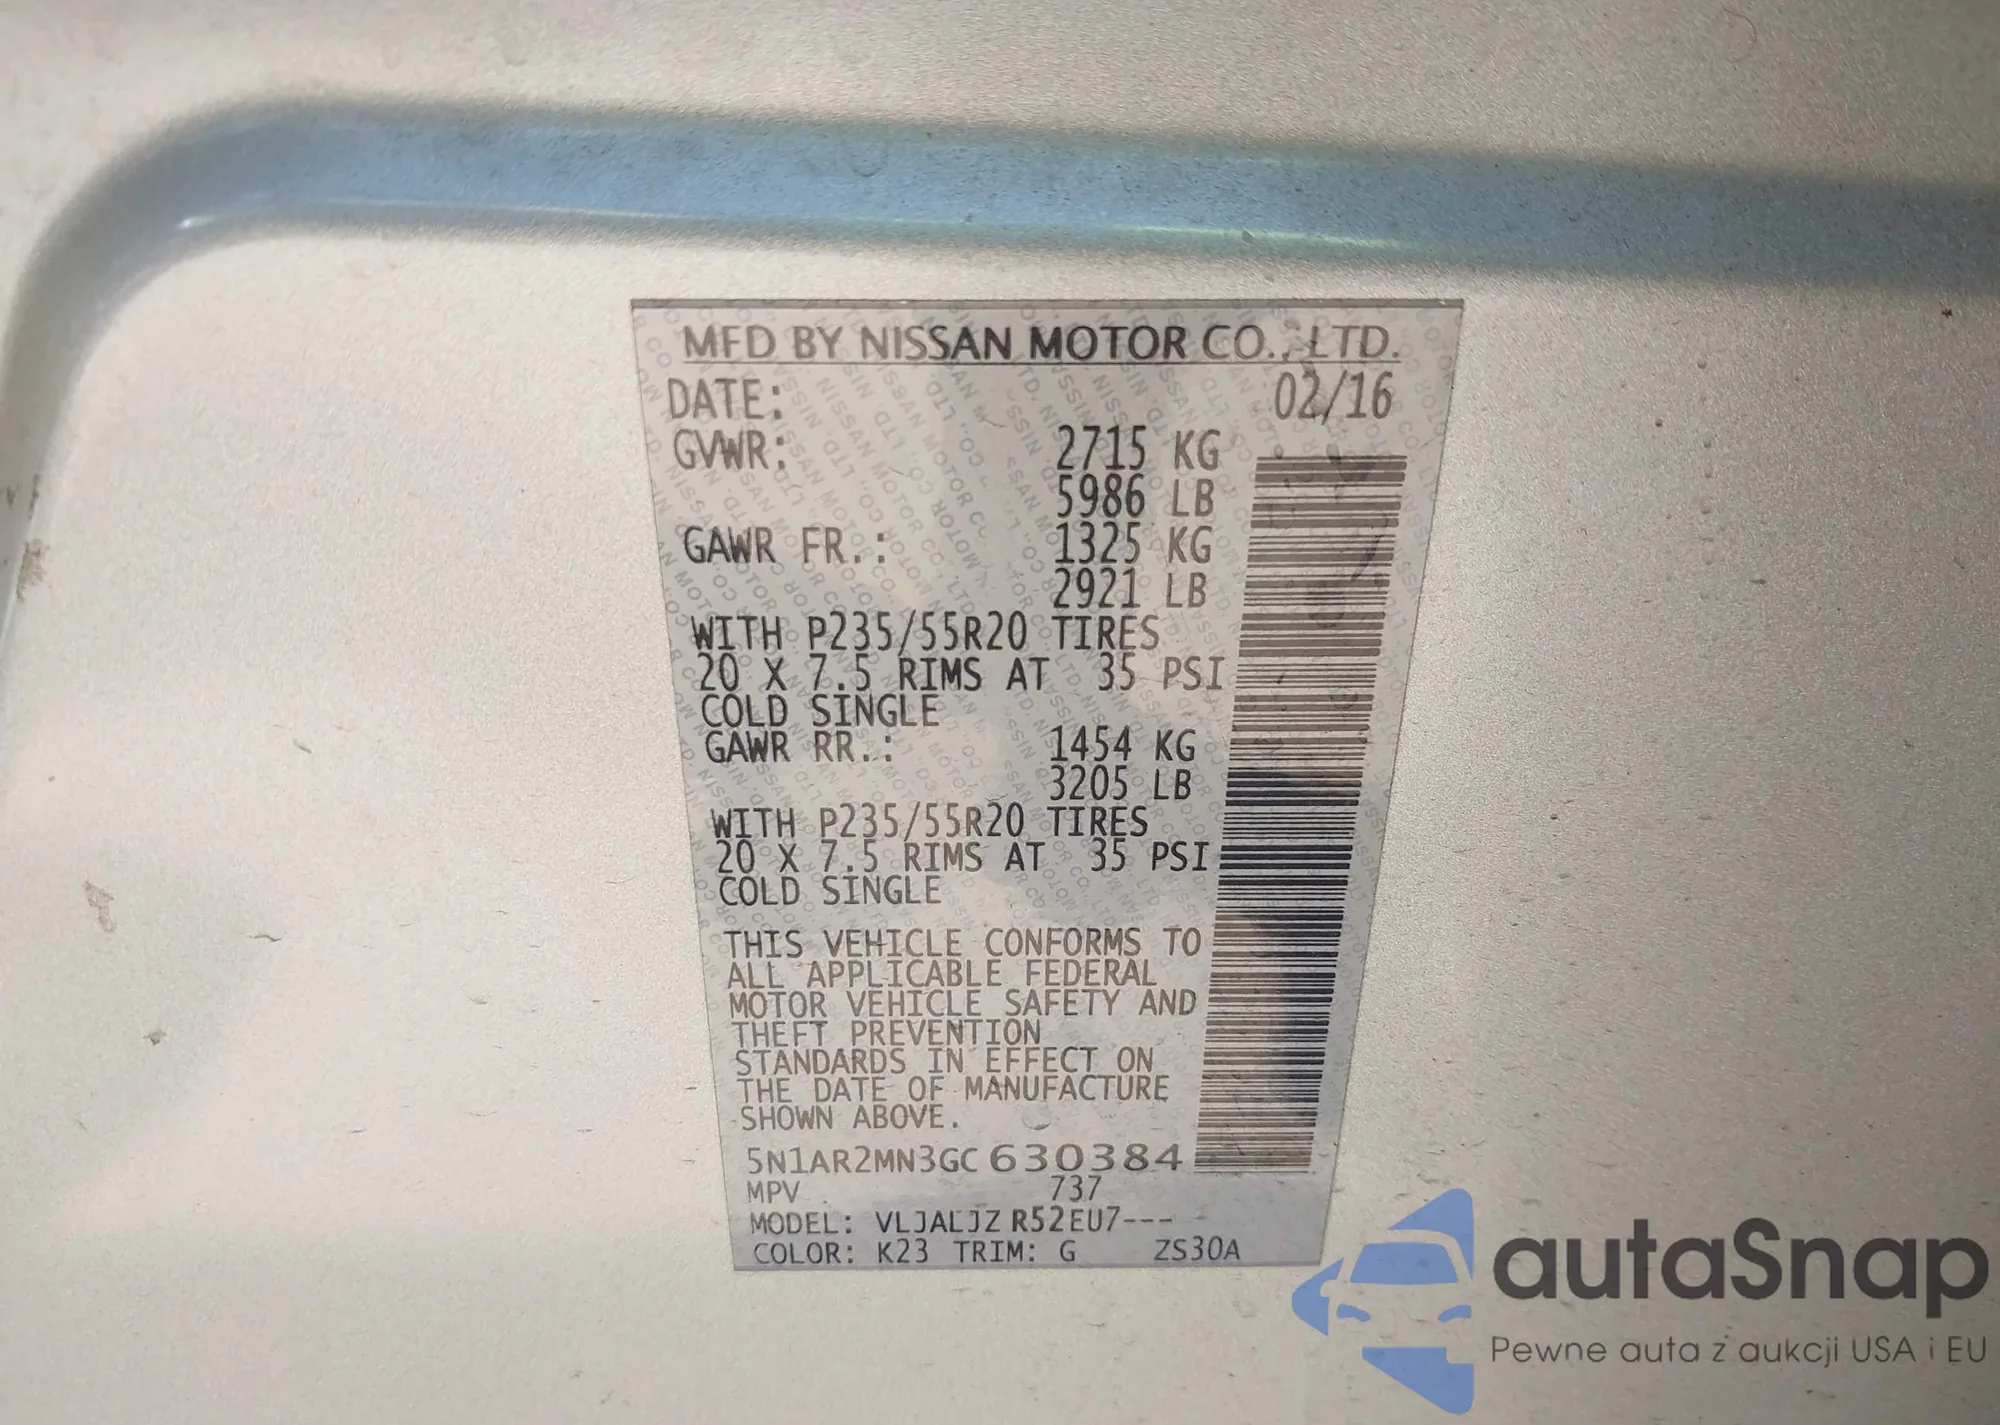 MFD BY NISSAN MOTOR CO., LTD.
DATE: 02/16
GVWR: 2715 KG
5986 LB
GAWR FR.: 1325 KG
2921 LB
WITH P235/55R20 TIRES
20 X 7.5 RIMS AT 35 PSI
COLD SINGLE
GAWR RR.: 1454 KG
3205 LB
WITH P235/55R20 TIRES
20 X 7.5 RIMS AT 35 PSI
COLD SINGLE
THIS VEHICLE CONFORMS TO
ALL APPLICABLE FEDERAL
MOTOR VEHICLE SAFETY AND
THEFT PREVENTION
STANDARDS IN EFFECT ON
THE DATE OF MANUFACTURE
SHOWN ABOVE.
5N1AR2MN3GC630384
MPV 737
MODEL: VLJALJZ R52EU7---
COLOR: K23 TRIM: G ZS30A
autaSnap
Pewne auta z aukcji USA i EU